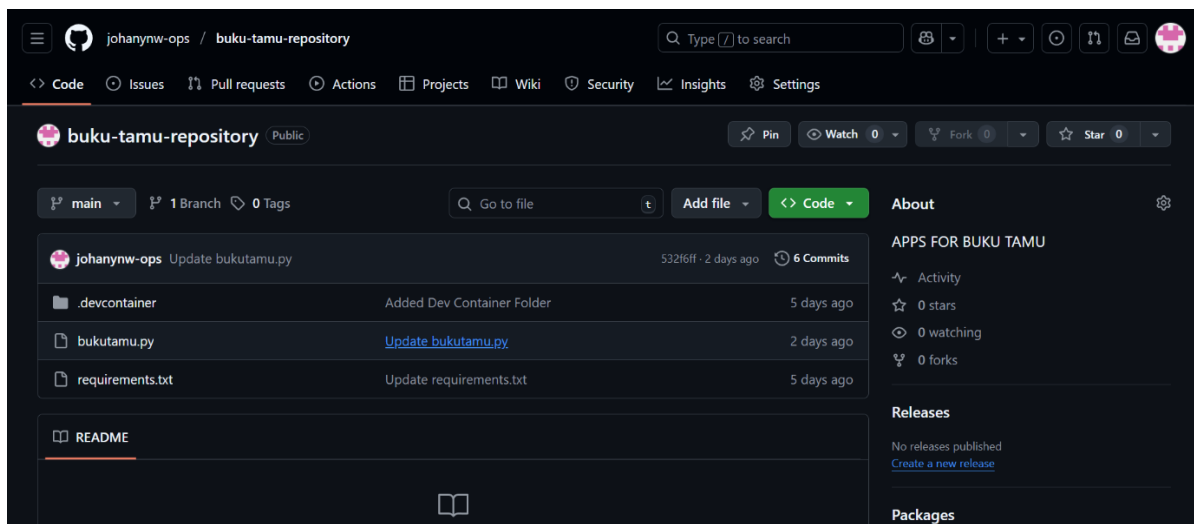 johanynw-ops / buku-tamu-repository Type / to search
Code Issues Pull requests Actions Projects Wiki Security Insights Settings
buku-tamu-repository Public Pin Watch 0 Fork 0 Star 0
main 1 Branch 0 Tags Go to file t Add file Code
johanynw-ops Update bukutamu.py 532f6ff · 2 days ago 6 Commits
.devcontainer Added Dev Container Folder 5 days ago
bukutamu.py Update bukutamu.py 2 days ago
requirements.txt Update requirements.txt 5 days ago
README
About
APPS FOR BUKU TAMU
Activity
0 stars
0 watching
0 forks
Releases
No releases published
Create a new release
Packages